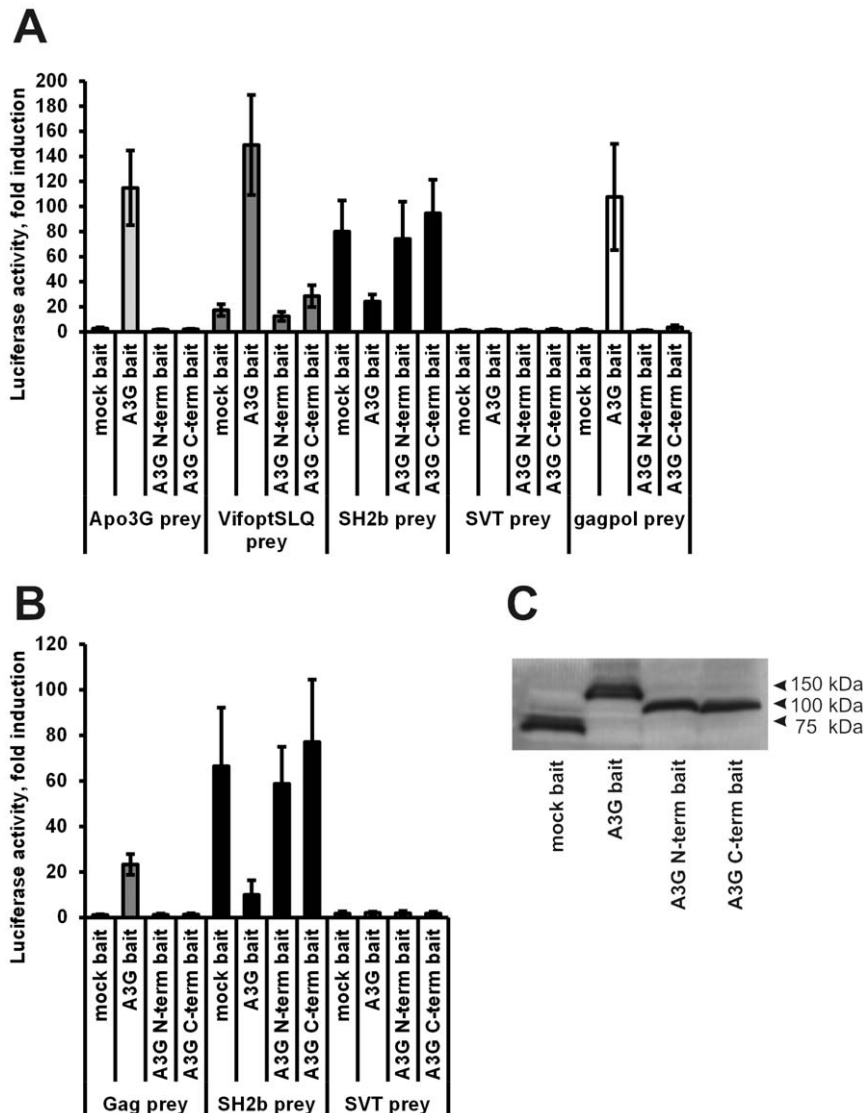 A
Luciferase activity, fold induction
200
180
160
140
120
100
80
60
40
20
0
mock bait
A3G bait
A3G N-term bait
A3G C-term bait
mock bait
A3G bait
A3G N-term bait
A3G C-term bait
mock bait
A3G bait
A3G N-term bait
A3G C-term bait
mock bait
A3G bait
A3G N-term bait
A3G C-term bait
mock bait
A3G bait
A3G N-term bait
A3G C-term bait
Apo3G prey
VifoptSLQ
prey
SH2b prey
SVT prey
gagpol prey
B
Luciferase activity, fold induction
120
100
80
60
40
20
0
mock bait
A3G bait
A3G N-term bait
A3G C-term bait
mock bait
A3G bait
A3G N-term bait
A3G C-term bait
mock bait
A3G bait
A3G N-term bait
A3G C-term bait
Gag prey
SH2b prey
SVT prey
C
150 kDa
100 kDa
75 kDa
mock bait
A3G bait
A3G N-term bait
A3G C-term bait